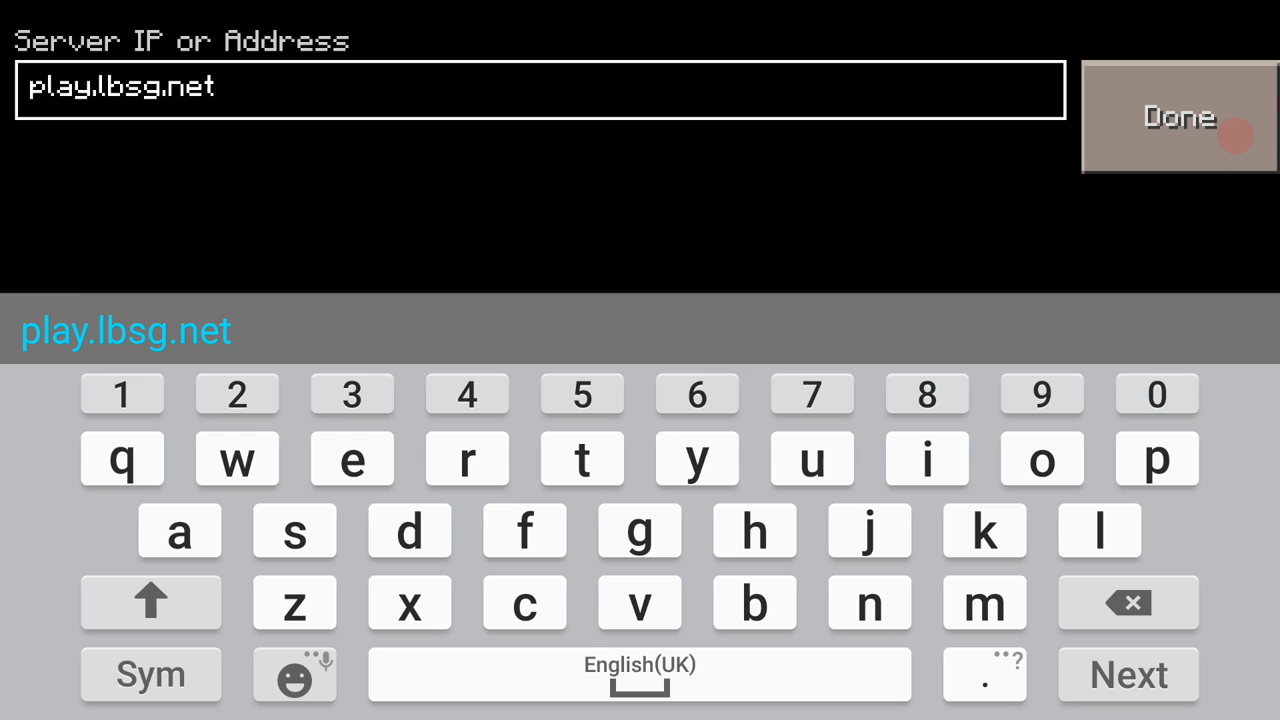 Server IP or Address
play.lbsg.net
Done
play.lbsg.net
1 2 3 4 5 6 7 8 9 0
q w e r t y u i o p
a s d f g h j k l
z x c v b n m
Sym English(UK) . ? Next